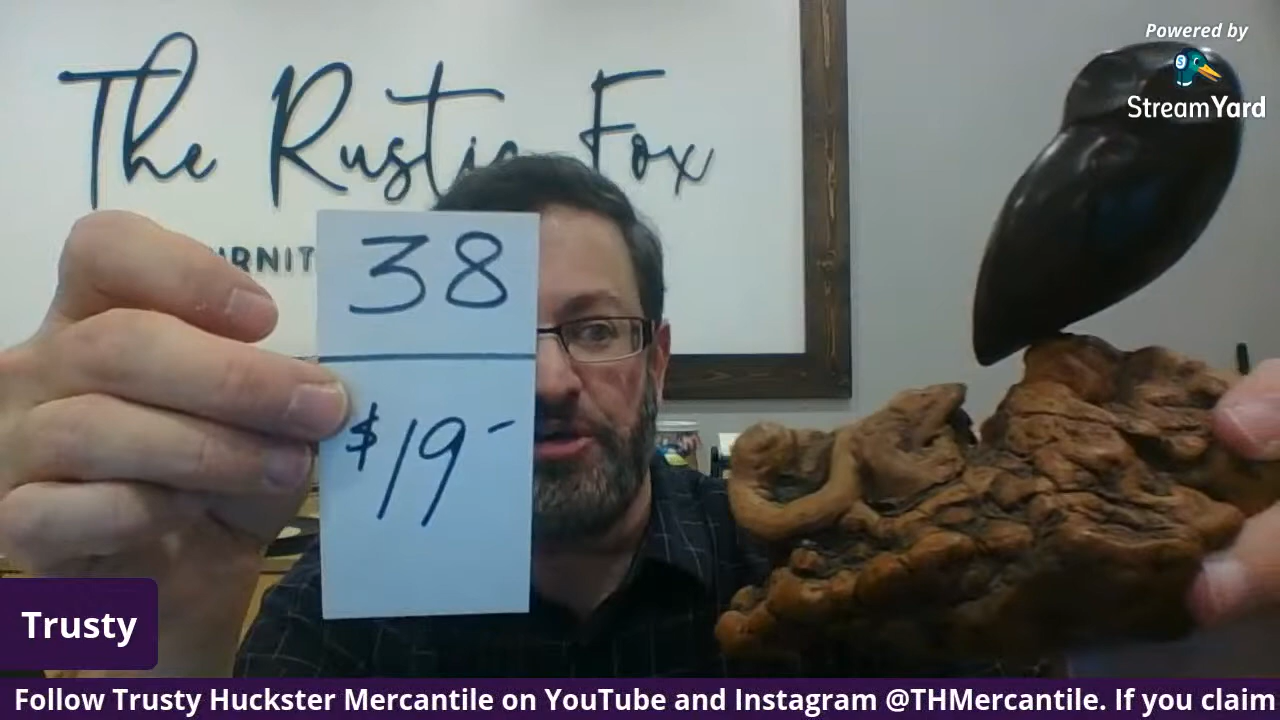 Powered by
StreamYard
The Rustic Fox
URNIT
38
$19-
Trusty
Follow Trusty Huckster Mercantile on YouTube and Instagram @THMercantile. If you claim